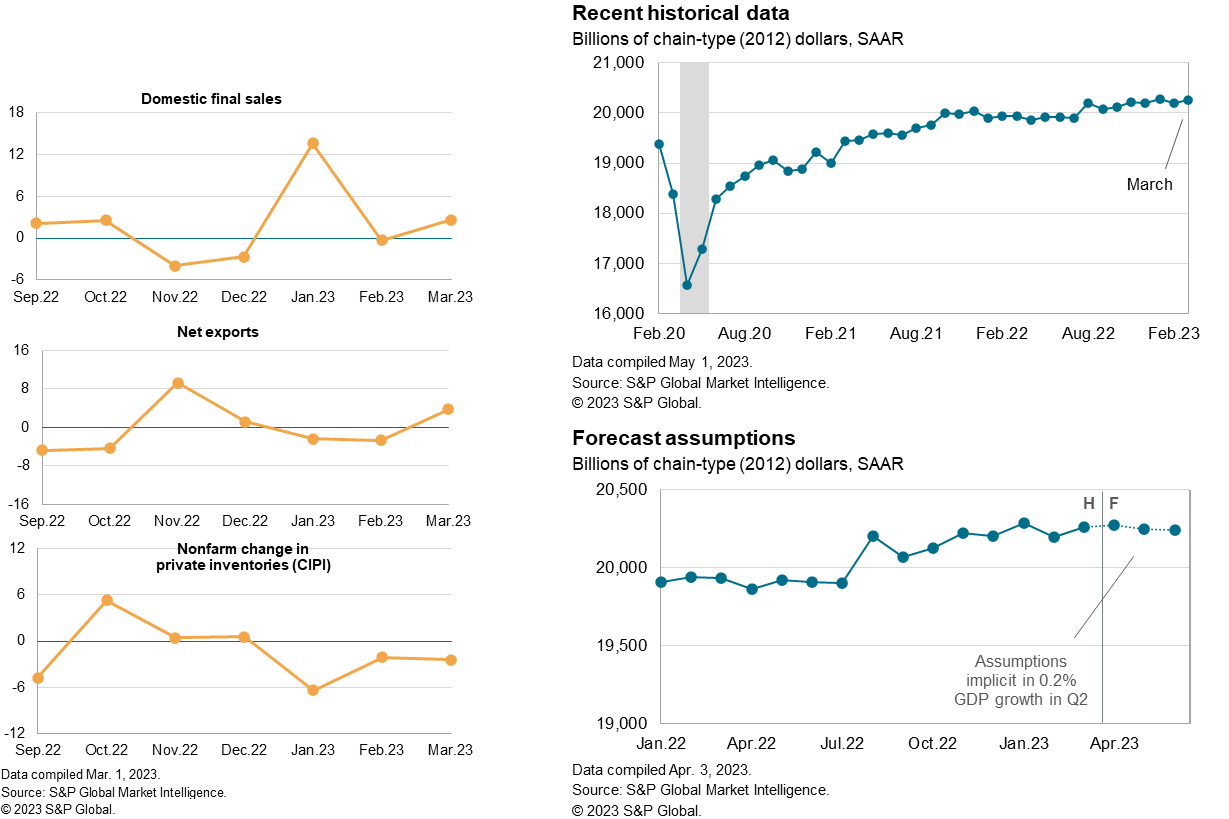 Domestic final sales
18
12
6
0
-6
Sep.22 Oct.22 Nov.22 Dec.22 Jan.23 Feb.23 Mar.23
Net exports
16
8
0
-8
-16
Sep.22 Oct.22 Nov.22 Dec.22 Jan.23 Feb.23 Mar.23
Nonfarm change in
private inventories (CIPI)
12
6
0
-6
-12
Sep.22 Oct.22 Nov.22 Dec.22 Jan.23 Feb.23 Mar.23
Data compiled Mar. 1, 2023.
Source: S&P Global Market Intelligence.
© 2023 S&P Global.
Recent historical data
Billions of chain-type (2012) dollars, SAAR
21,000
20,000
19,000
18,000
17,000
16,000
March
Feb.20 Aug.20 Feb.21 Aug.21 Feb.22 Aug.22 Feb.23
Data compiled May 1, 2023.
Source: S&P Global Market Intelligence.
© 2023 S&P Global.
Forecast assumptions
Billions of chain-type (2012) dollars, SAAR
20,500
20,000
19,500
19,000
H F
Assumptions
implicit in 0.2%
GDP growth in Q2
Jan.22 Apr.22 Jul.22 Oct.22 Jan.23 Apr.23
Data compiled Apr. 3, 2023.
Source: S&P Global Market Intelligence.
© 2023 S&P Global.